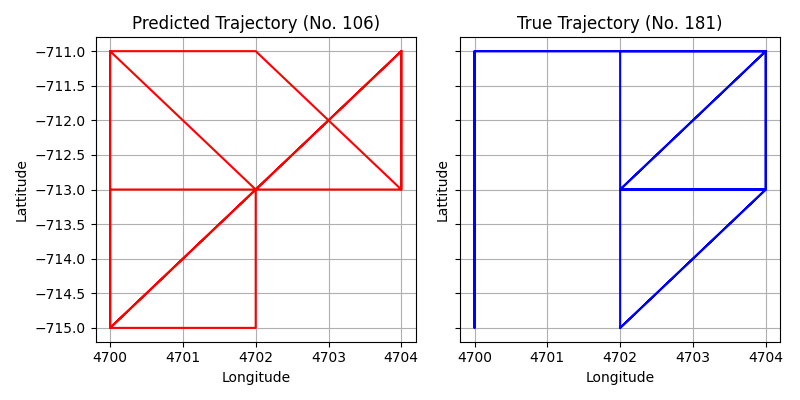 Predicted Trajectory (No. 106)
True Trajectory (No. 181)
Lattitude
−711.0
−711.5
−712.0
−712.5
−713.0
−713.5
−714.0
−714.5
−715.0
4700 4701 4702 4703 4704
Longitude
Lattitude
4700 4701 4702 4703 4704
Longitude